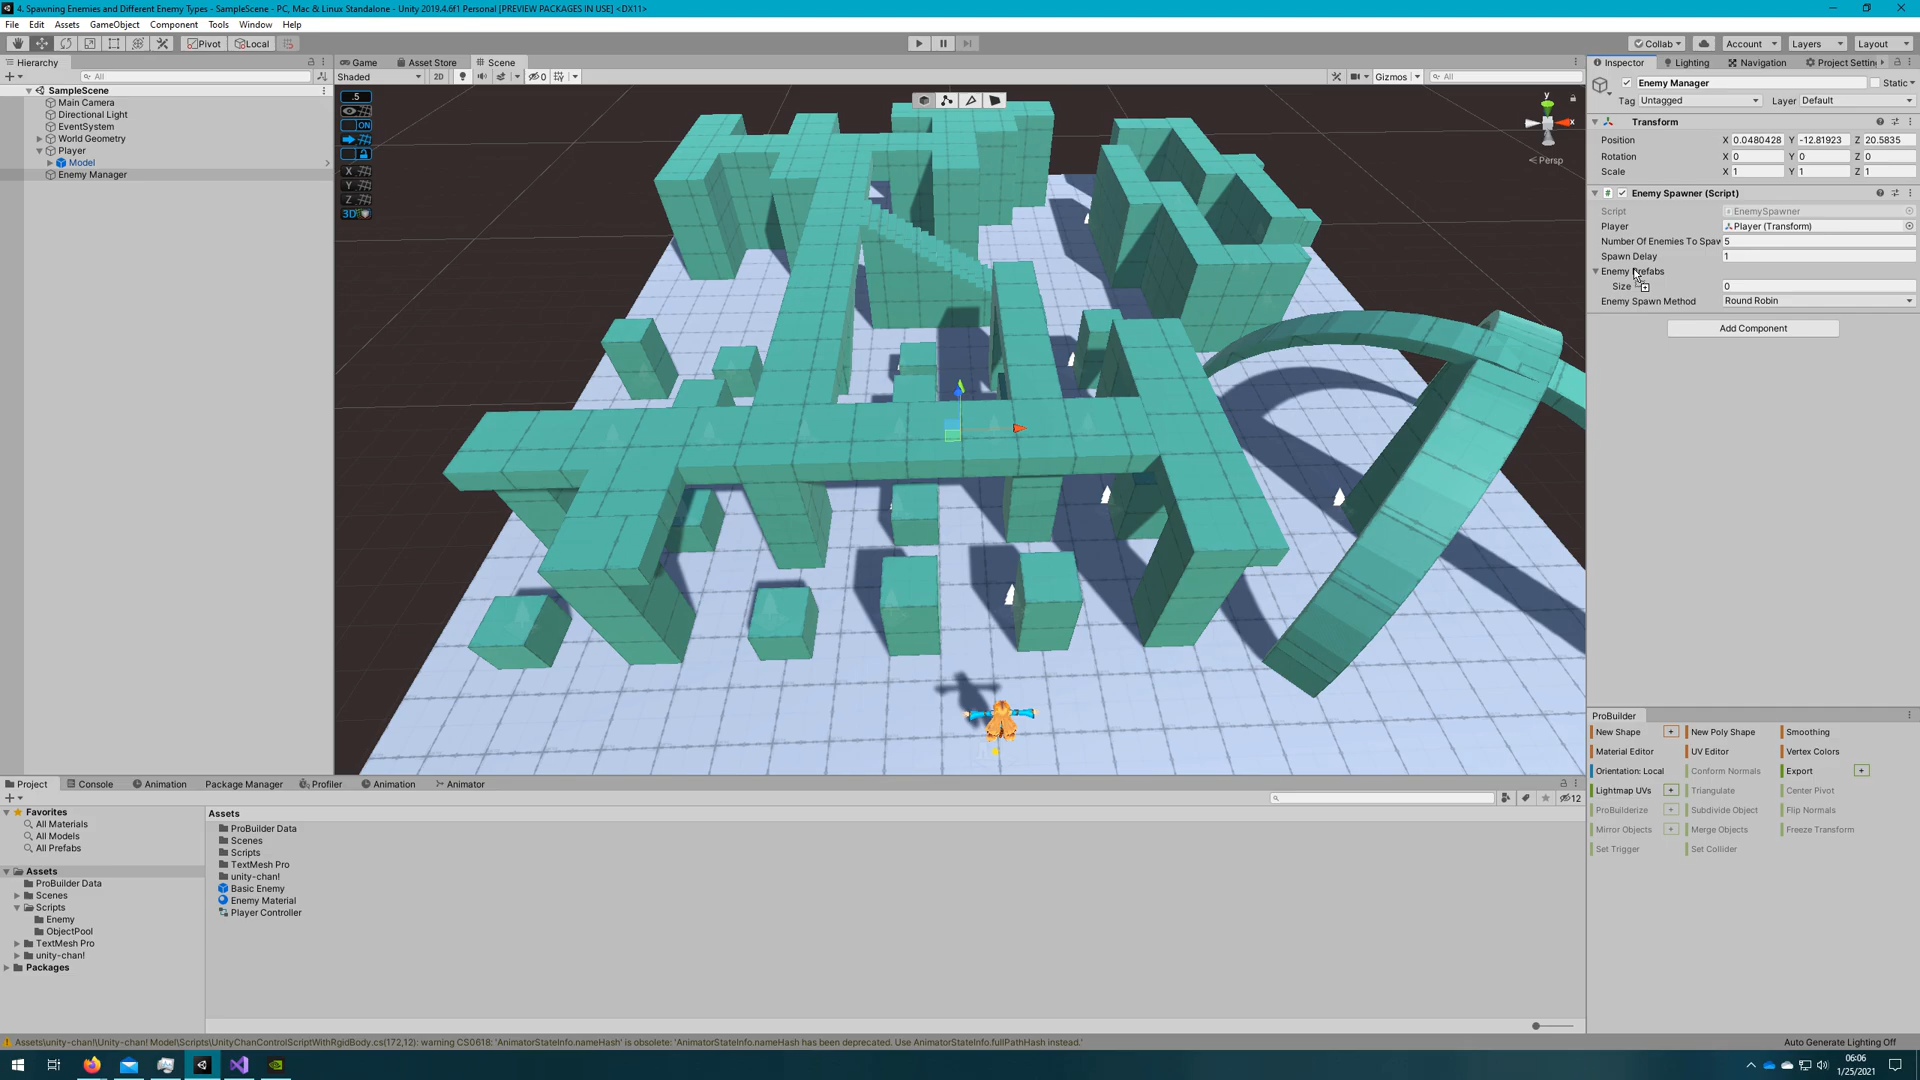 4. Spawning Enemies and Different Enemy Types - SampleScene - PC, Mac & Linux Standalone - Unity 2019.4.6f1 Personal [PREVIEW PACKAGES IN USE] <DX11>
File Edit Assets GameObject Component Tools Window Help
Pivot Local Collab Account Layers Layout
Hierarchy
All
SampleScene
Main Camera
Directional Light
EventSystem
World Geometry
Player
Model
Enemy Manager
Game Asset Store Scene
Shaded 2D 0 Gizmos All
.5
ON
X
Y
Z
3D
y
x
Persp
Inspector Lighting Navigation Project Setting
Enemy Manager Static
Tag Untagged Layer Default
Transform
Position X 0.0480428 Y -12.81923 Z 20.5835
Rotation X 0 Y 0 Z 0
Scale X 1 Y 1 Z 1
Enemy Spawner (Script)
Script EnemySpawner
Player Player (Transform)
Number Of Enemies To Spaw 5
Spawn Delay 1
Enemy Prefabs
Size 0
Enemy Spawn Method Round Robin
Add Component
ProBuilder
New Shape + New Poly Shape Smoothing
Material Editor UV Editor Vertex Colors
Orientation: Local Conform Normals Export +
Lightmap UVs + Triangulate Center Pivot
ProBuilderize + Subdivide Object Flip Normals
Mirror Objects + Merge Objects Freeze Transform
Set Trigger Set Collider
Project Console Animation Package Manager Profiler Animation Animator
12
Favorites
All Materials
All Models
All Prefabs
Assets
ProBuilder Data
Scenes
Scripts
Enemy
ObjectPool
TextMesh Pro
unity-chan!
Packages
Assets
ProBuilder Data
Scenes
Scripts
TextMesh Pro
unity-chan!
Basic Enemy
Enemy Material
Player Controller
Assets\unity-chan!\Unity-chan! Model\Scripts\UnityChanControlScriptWithRgidBody.cs(172,12): warning CS0618: 'AnimatorStateInfo.nameHash' is obsolete: 'AnimatorStateInfo.nameHash has been deprecated. Use AnimatorStateInfo.fullPathHash instead.'
Auto Generate Lighting Off
06:06
1/25/2021